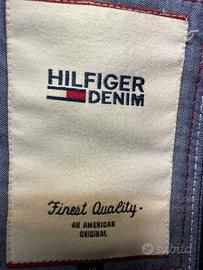 HILFIGER
DENIM
Finest Quality.
AN AMERICAN
ORIGINAL
subito